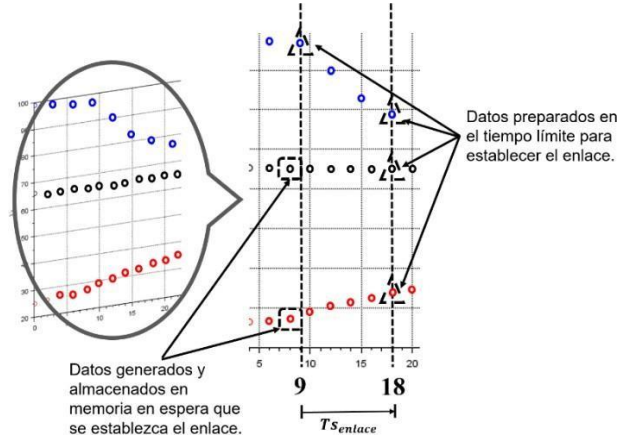 100
90
80
70
60
50
40
30
20
0
10
20
Datos preparados en
el tiempo límite para
establecer el enlace.
5
10
15
20
9
18
Ts_enlace
Datos generados y
almacenados en
memoria en espera que
se establezca el enlace.